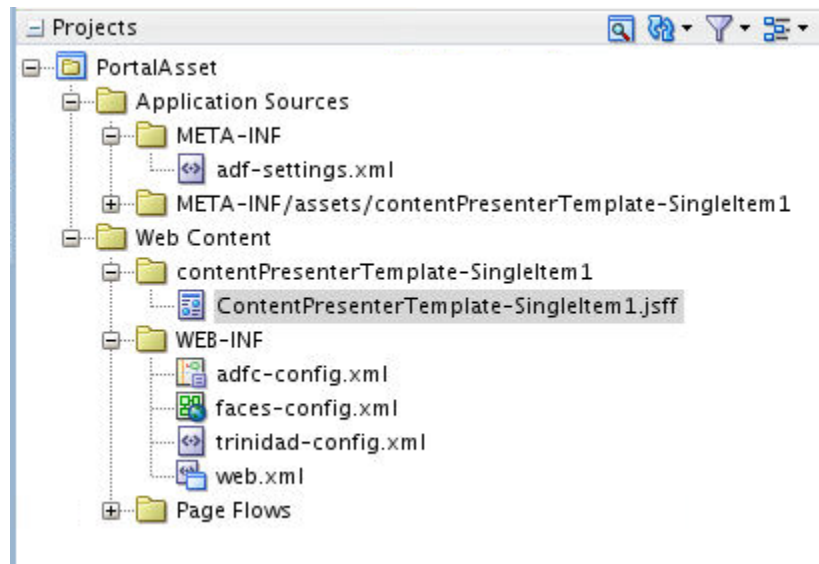 Projects
PortalAsset
Application Sources
META-INF
adf-settings.xml
META-INF/assets/contentPresenterTemplate-SingleItem1
Web Content
contentPresenterTemplate-SingleItem1
ContentPresenterTemplate-SingleItem1.jsff
WEB-INF
adfc-config.xml
faces-config.xml
trinidad-config.xml
web.xml
Page Flows